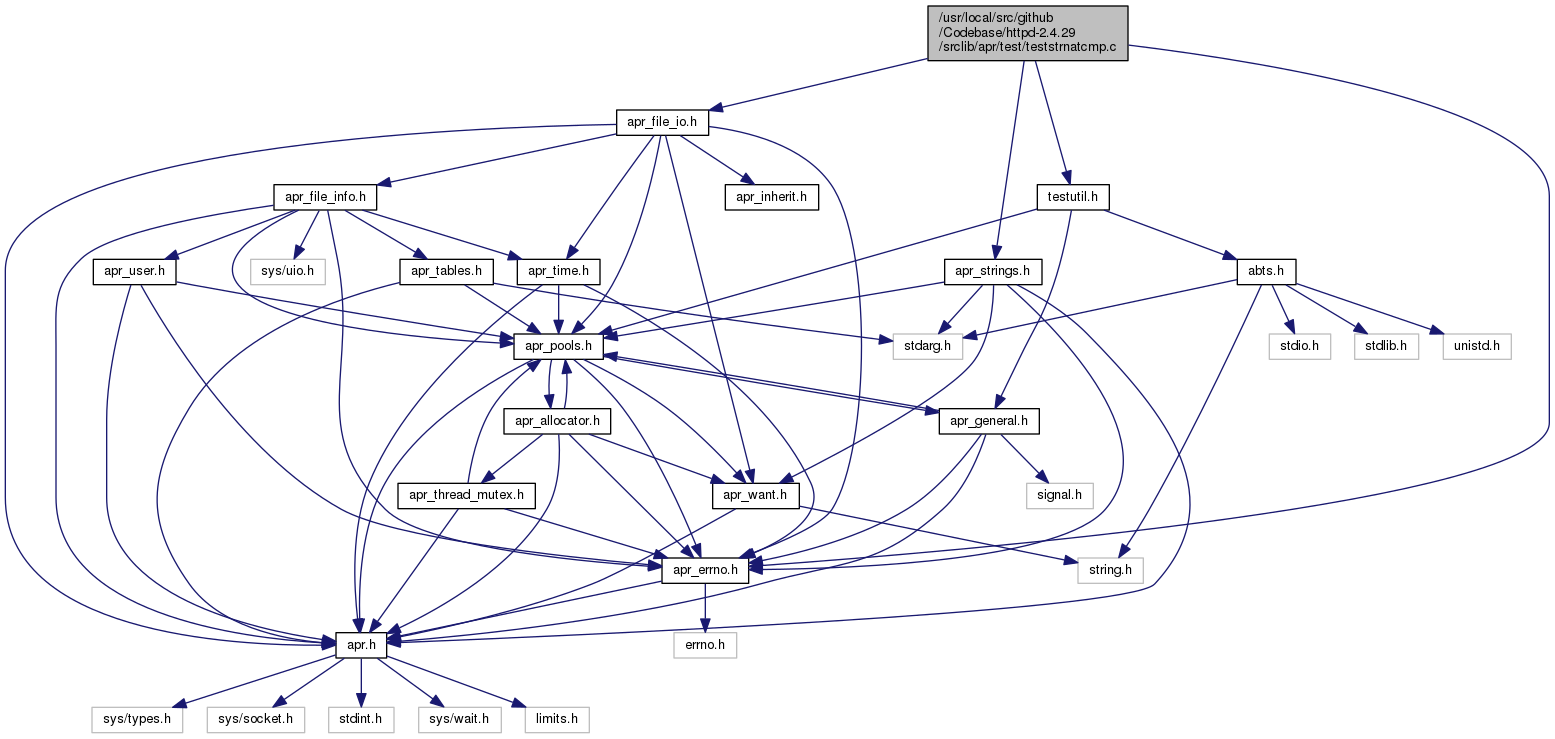 /usr/local/src/github
/Codebase/httpd-2.4.29
/srclib/apr/test/teststrnatcmp.c
apr_file_io.h
apr_file_info.h
apr_inherit.h
testutil.h
apr_user.h
sys/uio.h
apr_tables.h
apr_time.h
apr_strings.h
abts.h
apr_pools.h
stdarg.h
stdio.h
stdlib.h
unistd.h
apr_allocator.h
apr_general.h
apr_thread_mutex.h
apr_want.h
signal.h
apr_errno.h
string.h
apr.h
errno.h
sys/types.h
sys/socket.h
stdint.h
sys/wait.h
limits.h